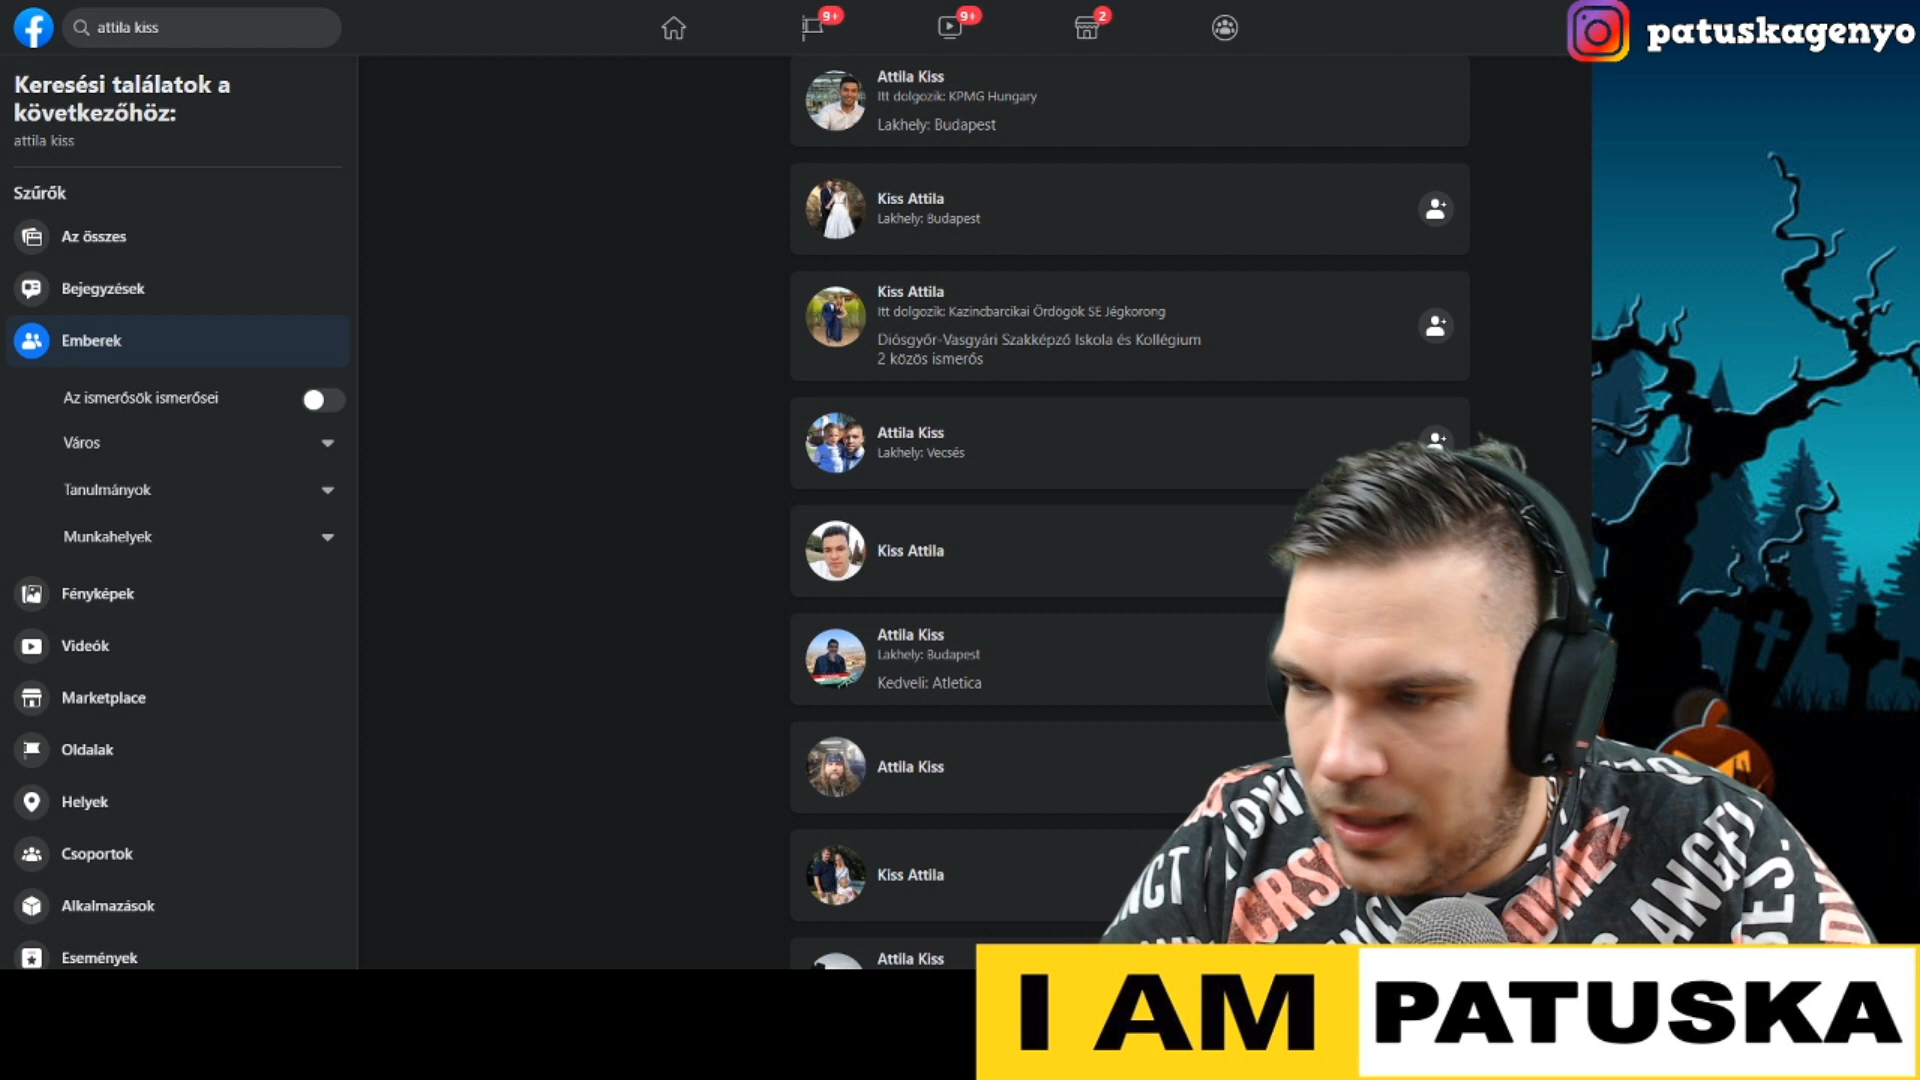 attila kiss
9+
9+
2
patuskagenyo
Keresési találatok a
következőhöz:
attila kiss
Szűrők
Az összes
Bejegyzések
Emberek
Az ismerősök ismerősei
Város
Tanulmányok
Munkahelyek
Fényképek
Videók
Marketplace
Oldalak
Helyek
Csoportok
Alkalmazások
Események
Attila Kiss
Itt dolgozik: KPMG Hungary
Lakhely: Budapest
Kiss Attila
Lakhely: Budapest
Kiss Attila
Itt dolgozik: Kazincbarcikai Ördögök SE Jégkorong
Diósgyőr-Vasgyári Szakképző Iskola és Kollégium
2 közös ismerős
Attila Kiss
Lakhely: Vecsés
Kiss Attila
Attila Kiss
Lakhely: Budapest
Kedveli: Atletica
Attila Kiss
Kiss Attila
Attila Kiss
I AM PATUSKA